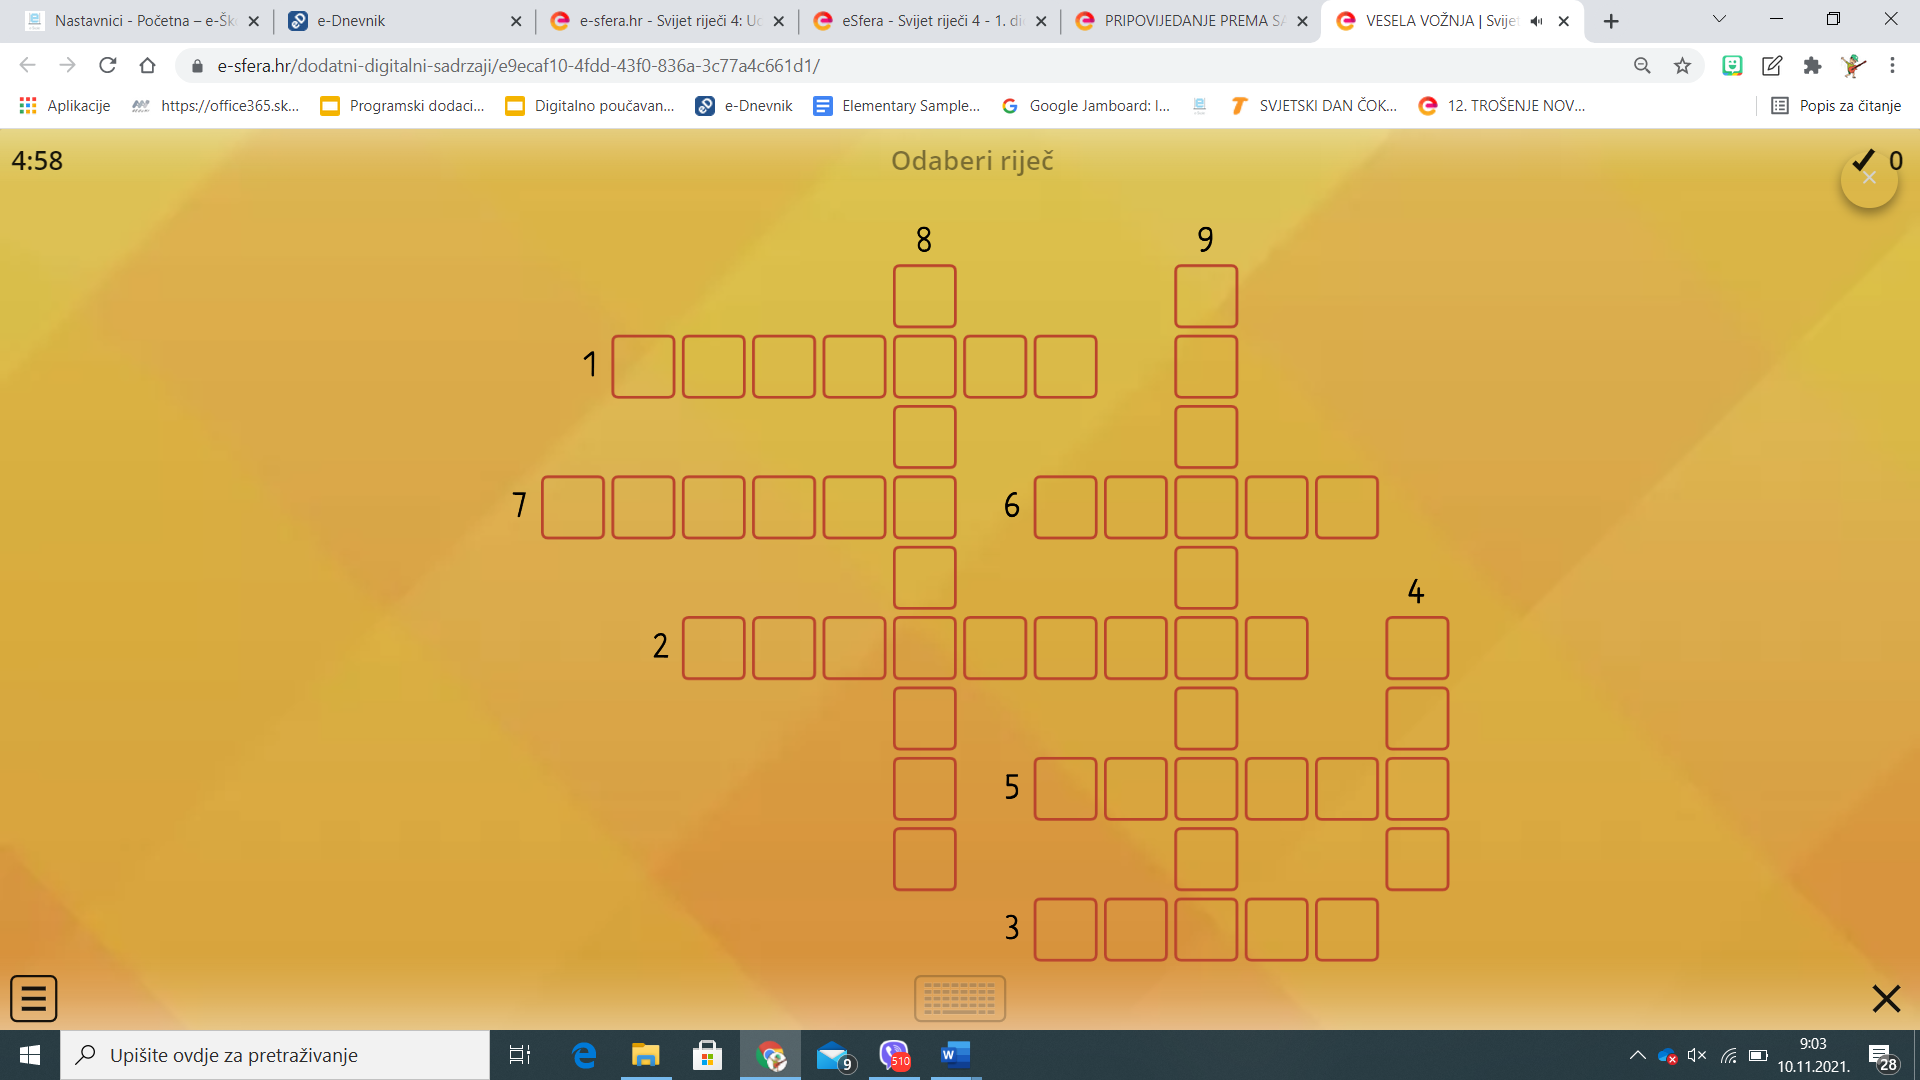 Nastavnici - Početna – e-Šk
e-Dnevnik
e-sfera.hr - Svijet riječi 4: Uc
eSfera - Svijet riječi 4 - 1. di
PRIPOVIJEDANJE PREMA SA
VESELA VOŽNJA | Svijet
e-sfera.hr/dodatni-digitalni-sadrzaji/e9ecaf10-4fdd-43f0-836a-3c77a4c661d1/
Aplikacije
https://office365.sk...
Programski dodaci...
Digitalno poučavan...
e-Dnevnik
Elementary Sample...
Google Jamboard: I...
SVJETSKI DAN ČOK...
12. TROŠENJE NOV...
Popis za čitanje
4:58
Odaberi riječ
0
8
9
1
7
6
4
2
5
3
Upišite ovdje za pretraživanje
9
510
9:03
10.11.2021.
28